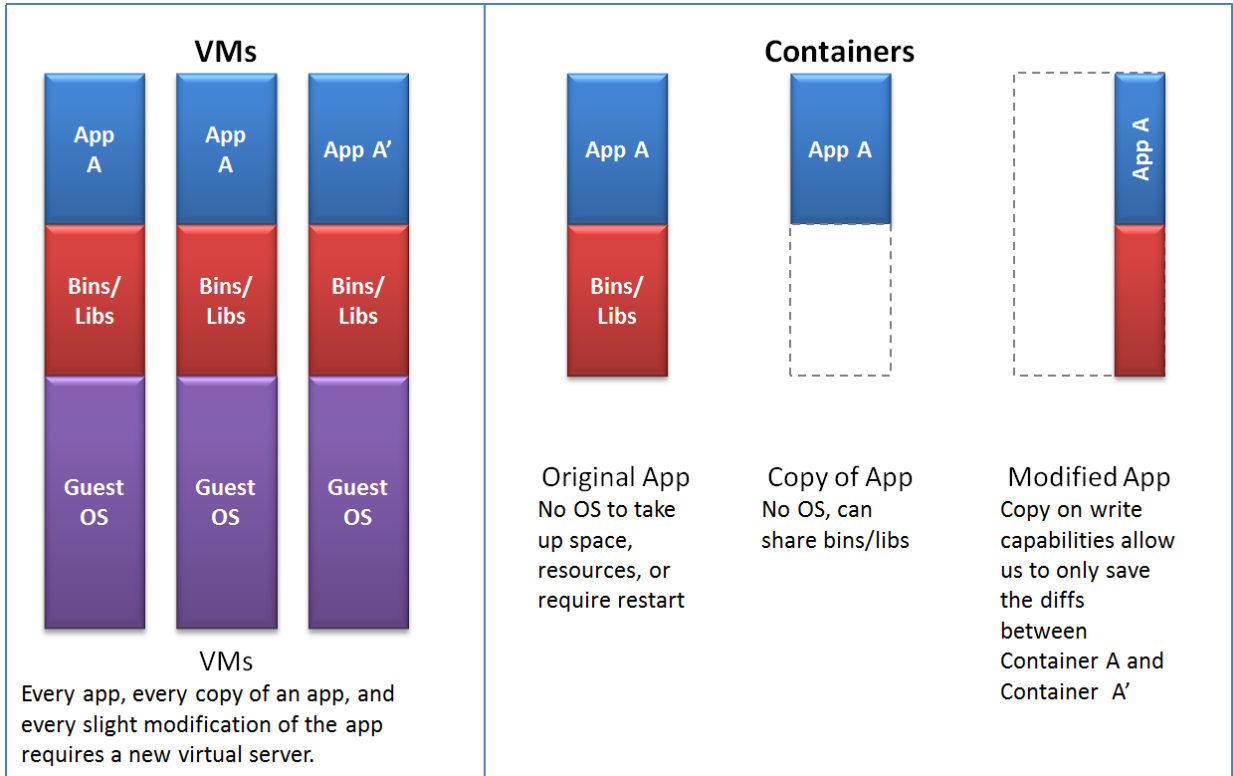 VMs
App
A
App
A
App A’
Bins/
Libs
Bins/
Libs
Bins/
Libs
Guest
OS
Guest
OS
Guest
OS
VMs
Every app, every copy of an app, and
every slight modification of the app
requires a new virtual server.
Containers
App A
Bins/
Libs
Original App
No OS to take
up space,
resources, or
require restart
App A
Copy of App
No OS, can
share bins/libs
App A
Modified App
Copy on write
capabilities allow
us to only save
the diffs
between
Container A and
Container A’